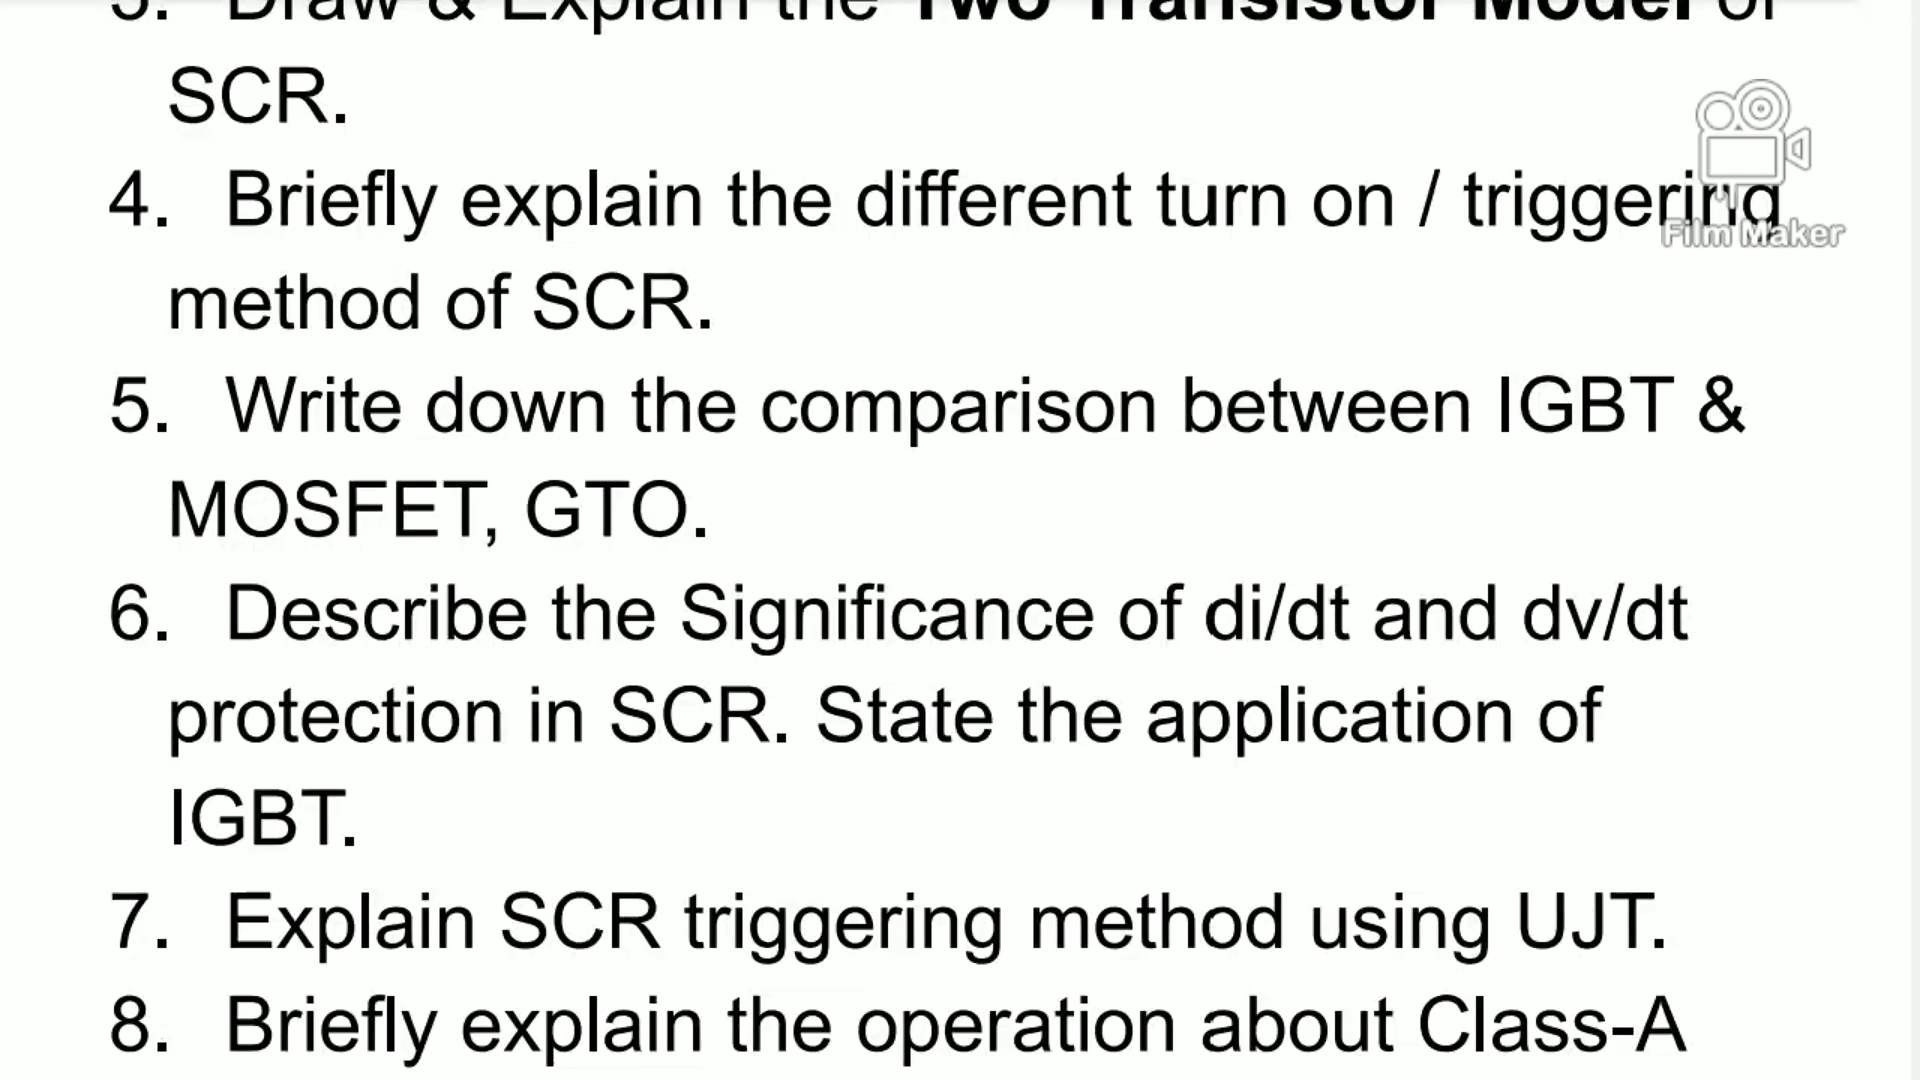 3. Draw & Explain the Two Transistor Model of
SCR.
4. Briefly explain the different turn on / triggering
method of SCR.
5. Write down the comparison between IGBT &
MOSFET, GTO.
6. Describe the Significance of di/dt and dv/dt
protection in SCR. State the application of
IGBT.
7. Explain SCR triggering method using UJT.
8. Briefly explain the operation about Class-A
Film Maker